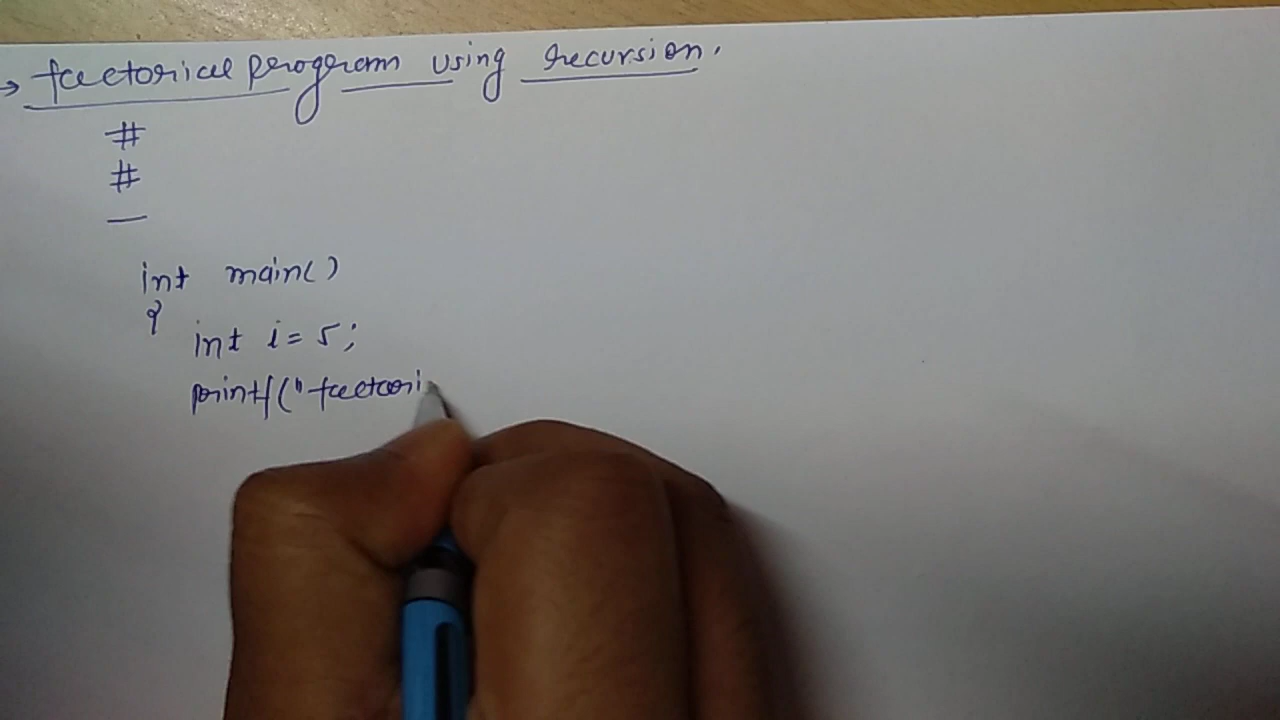 → factorial program using recursion.
#
#
—
int main()
{
int i = 5;
printf("factori